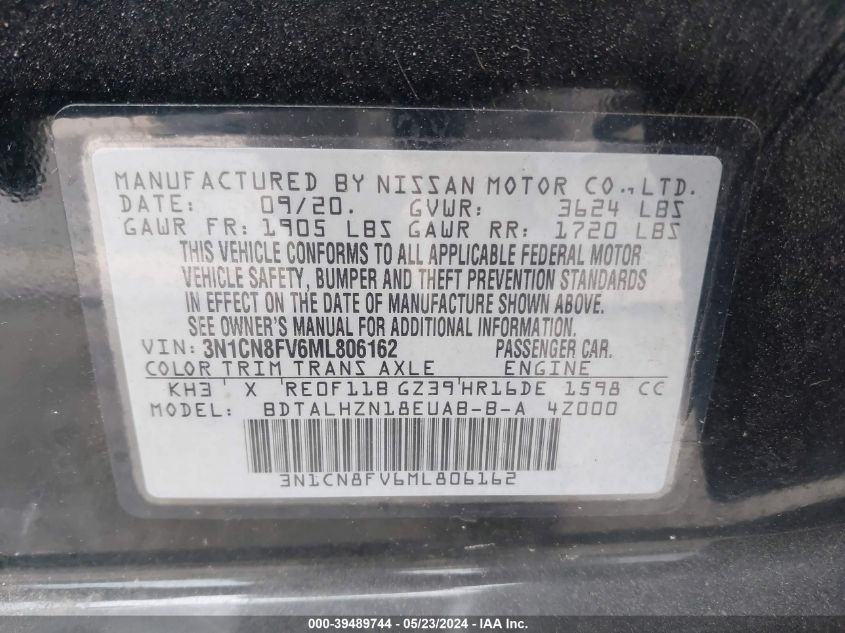 MANUFACTURED BY NISSAN MOTOR CO., LTD.
DATE: 09/20. GVWR: 3624 LBS
GAWR FR: 1905 LBS GAWR RR: 1720 LBS
THIS VEHICLE CONFORMS TO ALL APPLICABLE FEDERAL MOTOR
VEHICLE SAFETY, BUMPER AND THEFT PREVENTION STANDARDS
IN EFFECT ON THE DATE OF MANUFACTURE SHOWN ABOVE.
SEE OWNER'S MANUAL FOR ADDITIONAL INFORMATION.
VIN: 3N1CN8FV6ML806162 PASSENGER CAR.
COLOR TRIM TRANS AXLE ENGINE
KH3 X RE0F11B GZ39 HR16DE 1598 CC
MODEL: BDTALHZN18EUAB-B-A 4Z000
3N1CN8FV6ML806162
000-39489744 - 05/23/2024 - IAA Inc.